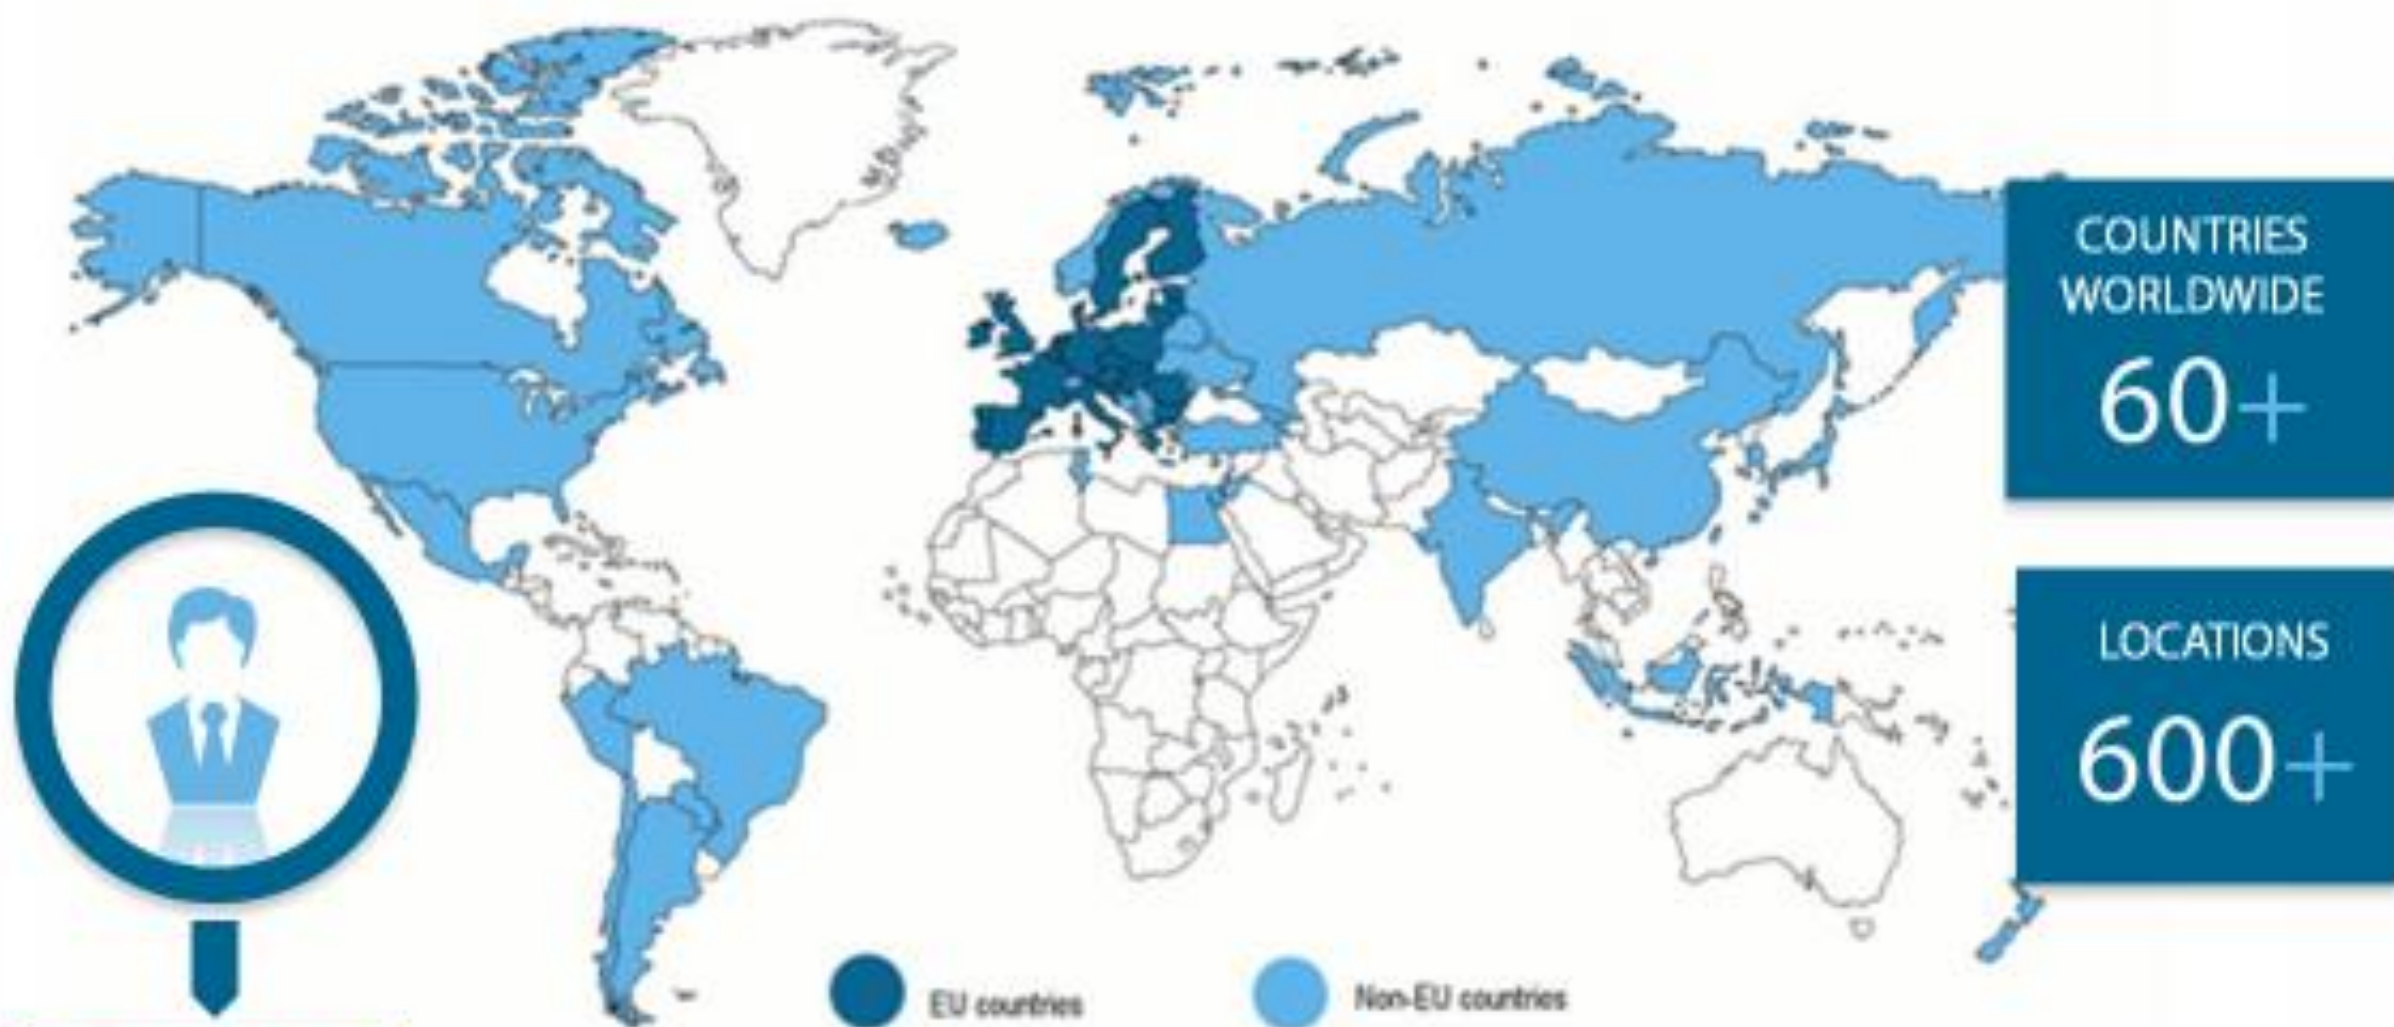 COUNTRIES
WORLDWIDE
60+
LOCATIONS
600+
EU countries
Non-EU countries